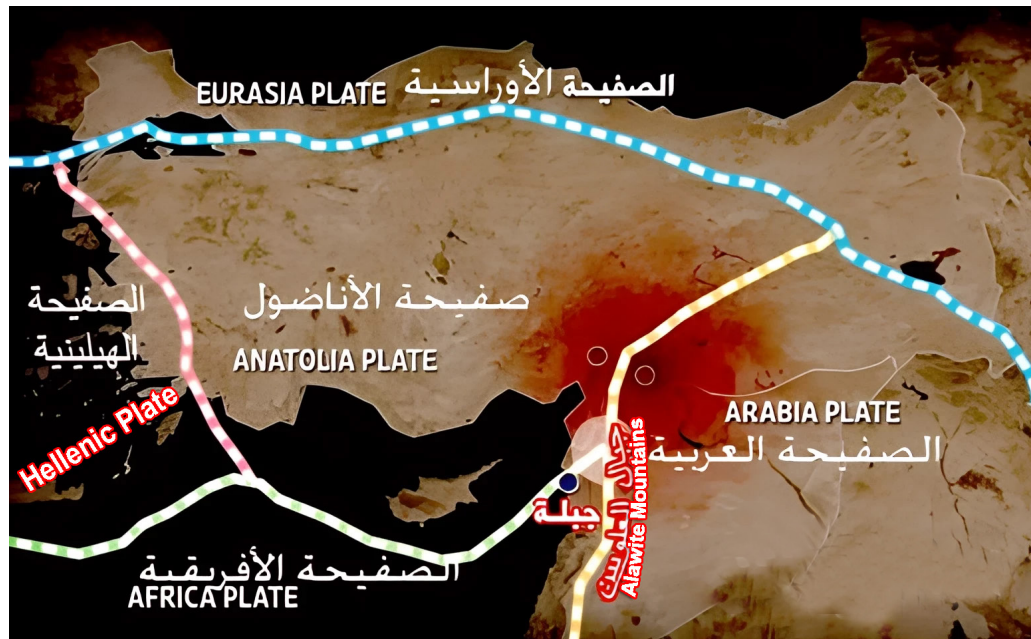 الصفيحة الأوراسية
EURASIA PLATE
صفيحة الأناضول
ANATOLIA PLATE
الصفيحة
الهيلينية
Hellenic Plate
ARABIA PLATE
الصفيحة العربية
جبال العلويين
Alawite Mountains
جبلة
الصفيحة الأفريقية
AFRICA PLATE